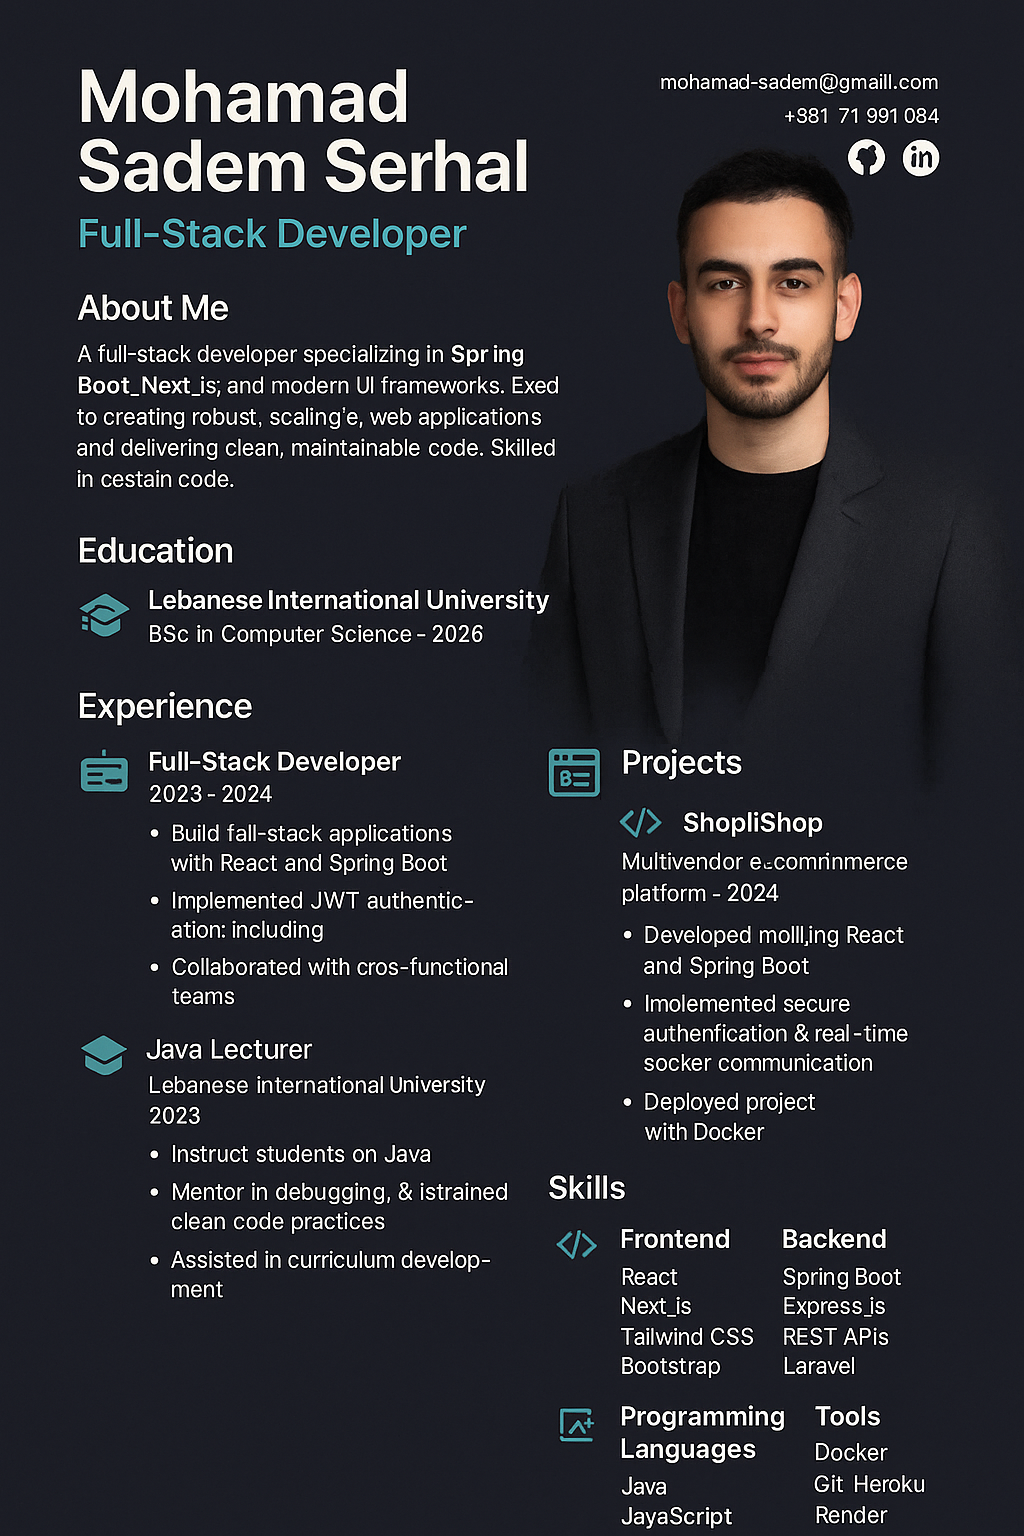 Mohamad
Sadem Serhal
Full-Stack Developer
mohamad-sadem@gmaill.com
+381 71 991 084
in
About Me
A full-stack developer specializing in Spring
Boot_Next_is; and modern UI frameworks. Exed
to creating robust, scaling'e, web applications
and delivering clean, maintainable code. Skilled
in cestain code.
Education
Lebanese International University
BSc in Computer Science - 2026
Experience
Full-Stack Developer
2023 - 2024
• Build fall-stack applications
with React and Spring Boot
• Implemented JWT authentic-
ation: including
• Collaborated with cros-functional
teams
Java Lecturer
Lebanese international University
2023
• Instruct students on Java
• Mentor in debugging, & istrained
clean code practices
• Assisted in curriculum develop-
ment
B
Projects
ShopliShop
Multivendor
platform - 2024
• Developed React
and Spring Boot
• Imolemented secure
authenfication & real-time
socker communication
• Deployed project
with Docker
Skills
Frontend
React
Next_is
Tailwind CSS
Bootstrap
Backend
Spring Boot
Express_is
REST APis
Laravel
Programming
Languages
Java
JayaScript
Tools
Docker
Git Heroku
Render